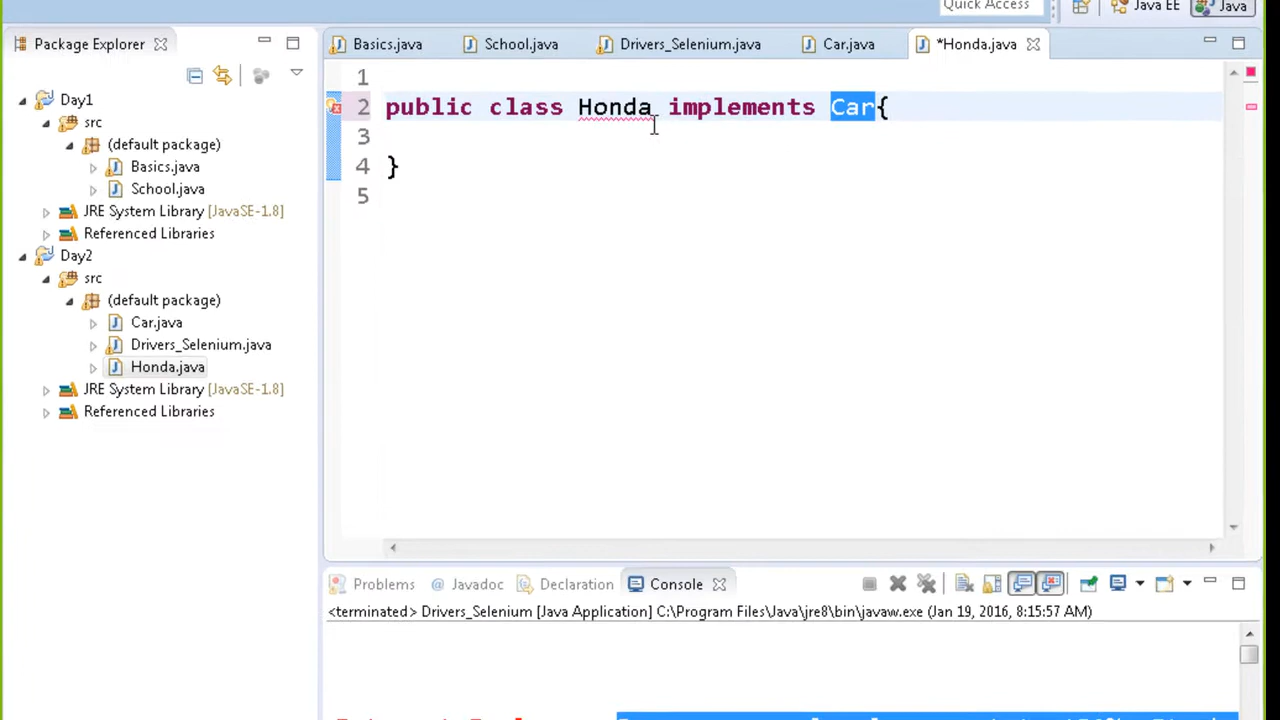 Quick Access
Java EE
Java
Package Explorer
Basics.java
School.java
Drivers_Selenium.java
Car.java
*Honda.java
Day1
src
(default package)
Basics.java
School.java
JRE System Library [JavaSE-1.8]
Referenced Libraries
Day2
src
(default package)
Car.java
Drivers_Selenium.java
Honda.java
JRE System Library [JavaSE-1.8]
Referenced Libraries
1
2 public class Honda implements Car{
3
4 }
5
Problems
@ Javadoc
Declaration
Console
<terminated> Drivers_Selenium [Java Application] C:\Program Files\Java\jre8\bin\javaw.exe (Jan 19, 2016, 8:15:57 AM)